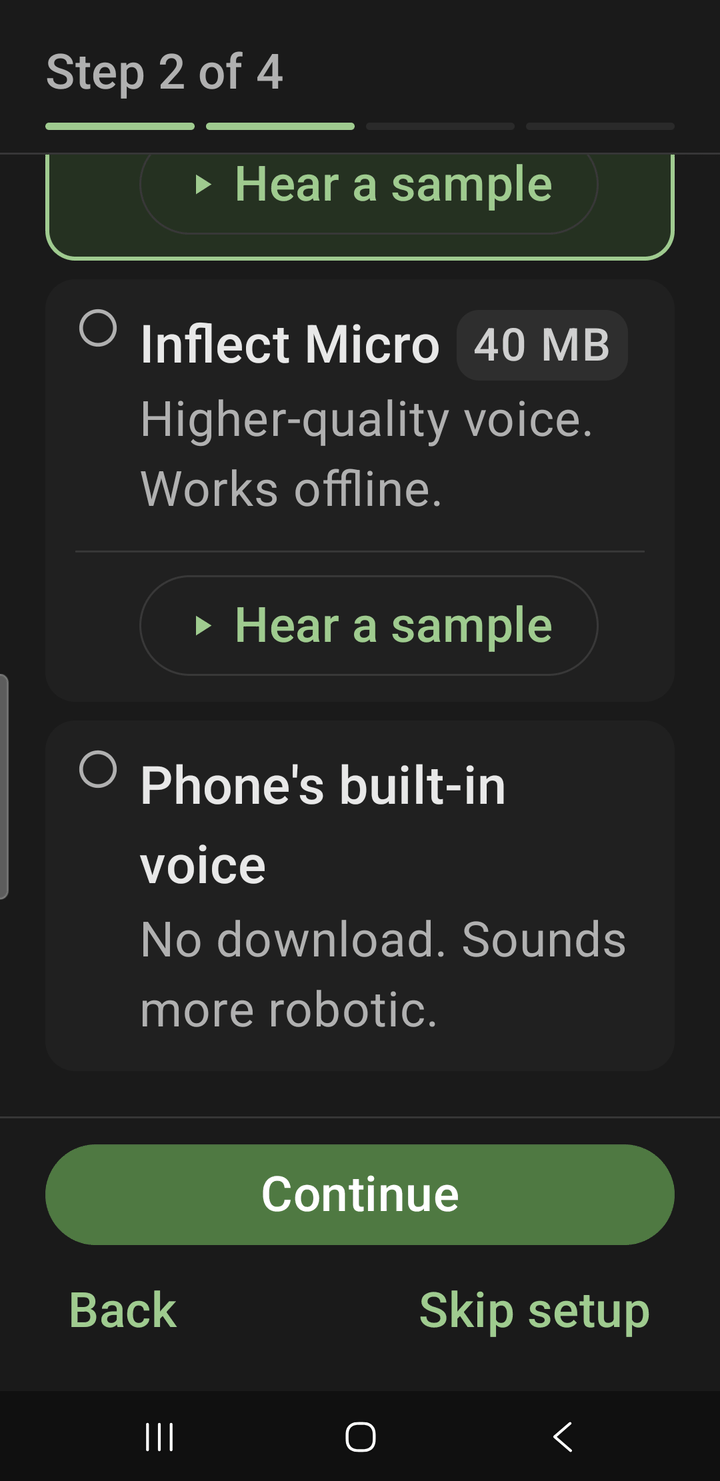 Step 2 of 4
Hear a sample
Inflect Micro 40 MB
Higher-quality voice.
Works offline.
Hear a sample
Phone's built-in
voice
No download. Sounds
more robotic.
Continue
Back Skip setup